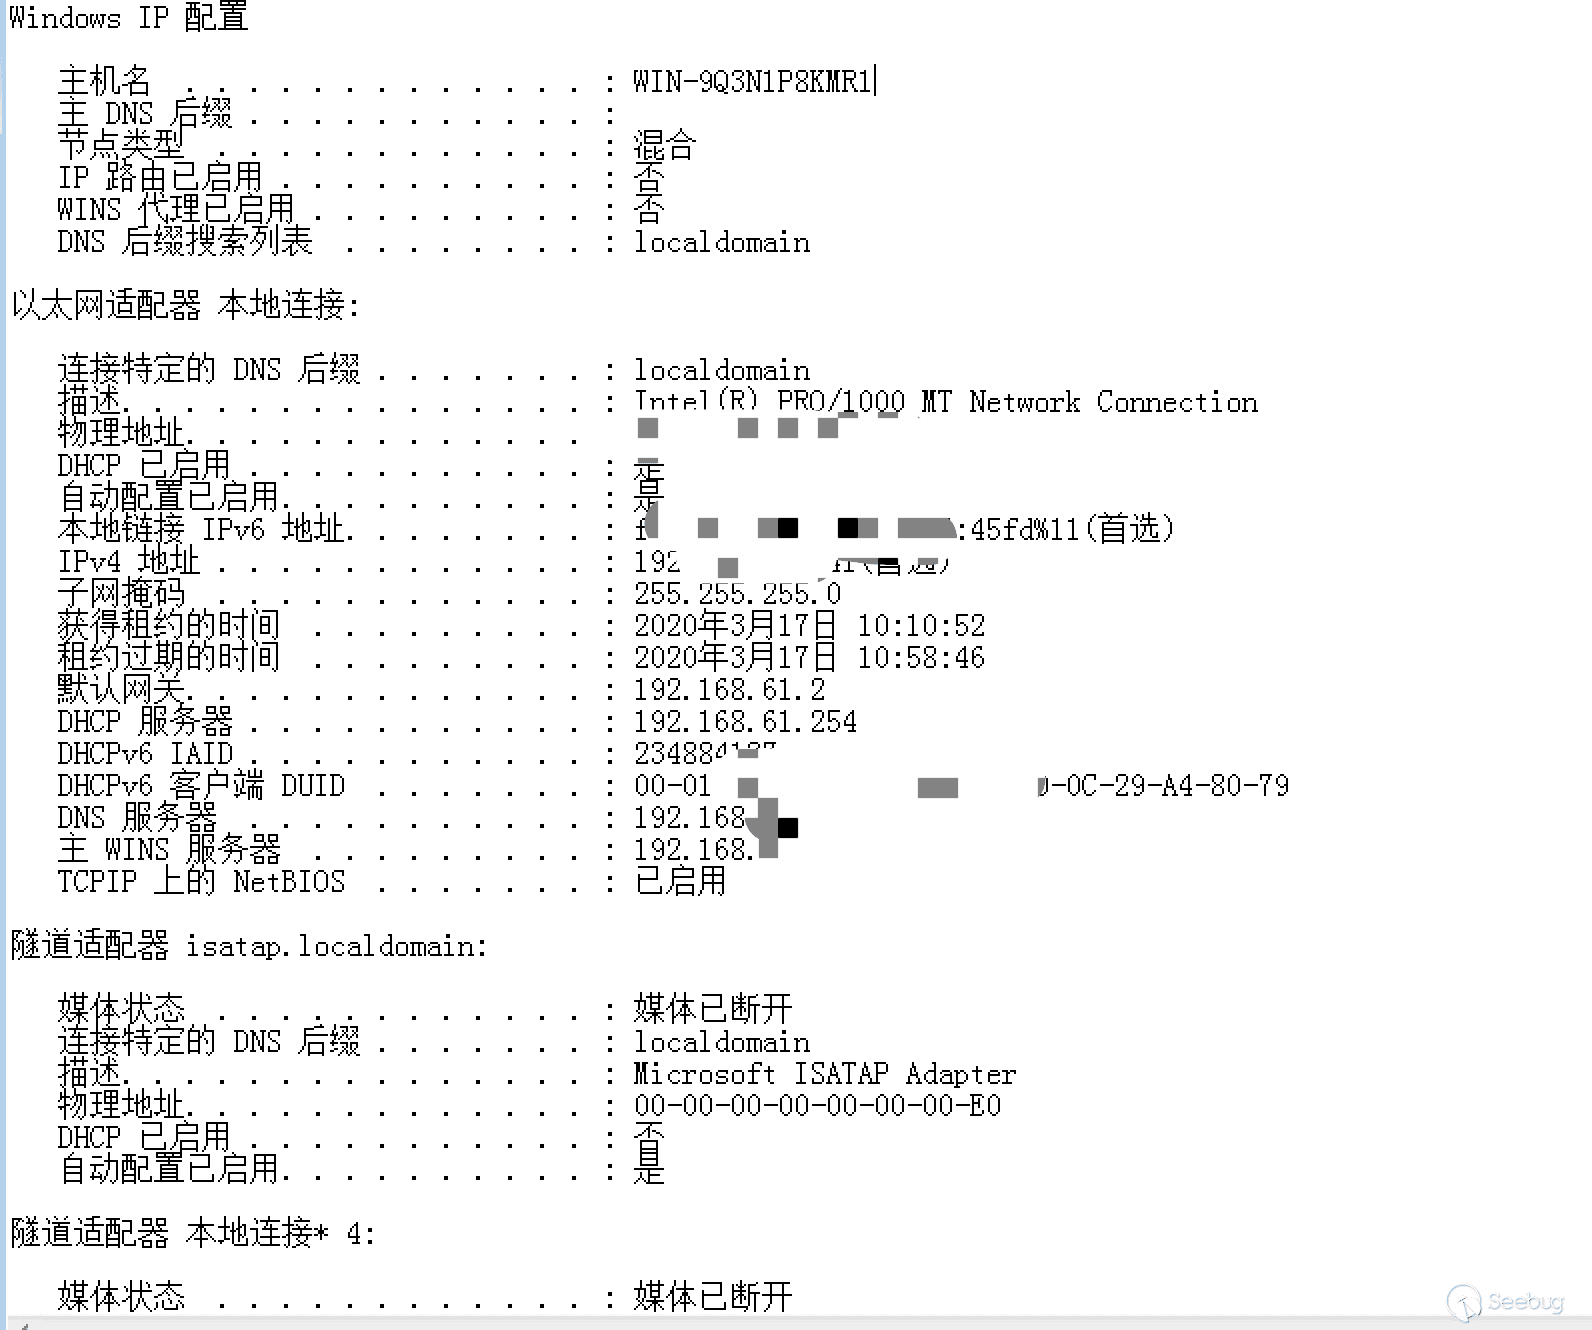 Windows IP 配置
主机名 . . . . . . . . . . . . . : WIN-9Q3N1P8KMR1
主 DNS 后缀 . . . . . . . . . . . :
节点类型 . . . . . . . . . . . . : 混合
IP 路由已启用 . . . . . . . . . . : 否
WINS 代理已启用 . . . . . . . . . : 否
DNS 后缀搜索列表 . . . . . . . . : localdomain
以太网适配器 本地连接:
连接特定的 DNS 后缀 . . . . . . . : localdomain
描述. . . . . . . . . . . . . . . : Intel(R) PRO/1000 MT Network Connection
物理地址. . . . . . . . . . . . .
DHCP 已启用 . . . . . . . . . . . : 是
自动配置已启用. . . . . . . . . . : 是
本地链接 IPv6 地址. . . . . . . . : f :45fd%11(首选)
IPv4 地址 . . . . . . . . . . . . : 192 (首选)
子网掩码 . . . . . . . . . . . . : 255.255.255.0
获得租约的时间 . . . . . . . . . : 2020年3月17日 10:10:52
租约过期的时间 . . . . . . . . . : 2020年3月17日 10:58:46
默认网关. . . . . . . . . . . . . : 192.168.61.2
DHCP 服务器 . . . . . . . . . . . : 192.168.61.254
DHCPv6 IAID . . . . . . . . . . . : 234884
DHCPv6 客户端 DUID . . . . . . . : 00-01 -0C-29-A4-80-79
DNS 服务器 . . . . . . . . . . . : 192.168
主 WINS 服务器 . . . . . . . . . : 192.168.
TCPIP 上的 NetBIOS . . . . . . . : 已启用
隧道适配器 isatap.localdomain:
媒体状态 . . . . . . . . . . . . : 媒体已断开
连接特定的 DNS 后缀 . . . . . . . : localdomain
描述. . . . . . . . . . . . . . . : Microsoft ISATAP Adapter
物理地址. . . . . . . . . . . . . : 00-00-00-00-00-00-00-E0
DHCP 已启用 . . . . . . . . . . . : 否
自动配置已启用. . . . . . . . . . : 是
隧道适配器 本地连接* 4:
媒体状态 . . . . . . . . . . . . : 媒体已断开
Seebug